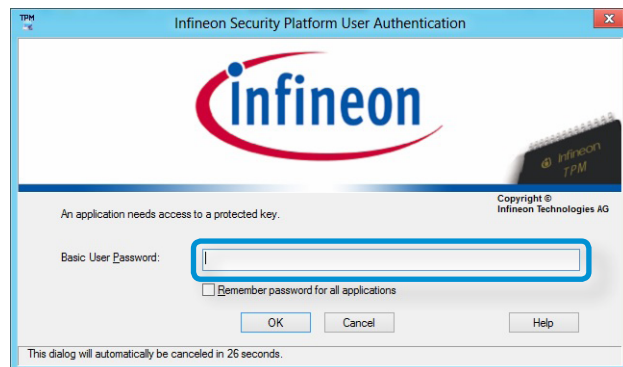 TPM
Infineon Security Platform User Authentication
x
infineon
Infineon
TPM
Copyright ©
Infineon Technologies AG
An application needs access to a protected key.
Basic User Password:
Remember password for all applications
OK Cancel Help
This dialog will automatically be canceled in 26 seconds.